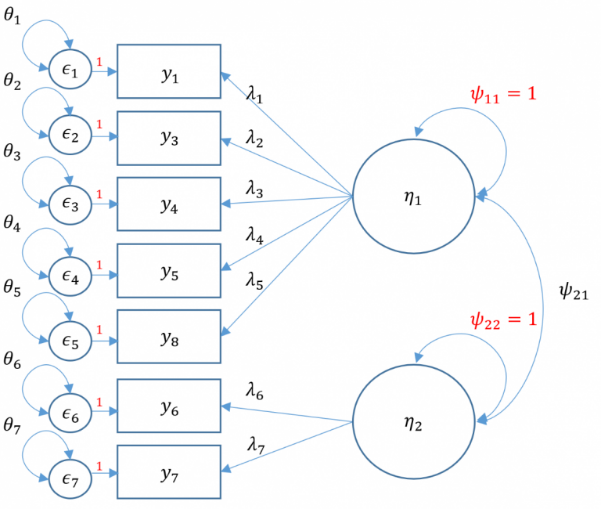 θ₁
ϵ₁ 1 y₁ λ₁
θ₂
ϵ₂ 1 y₃ λ₂
θ₃
ϵ₃ 1 y₄ λ₃
θ₄
ϵ₄ 1 y₅ λ₄
θ₅
ϵ₅ 1 y₈ λ₅
θ₆
ϵ₆ 1 y₆ λ₆
θ₇
ϵ₇ 1 y₇ λ₇
ψ₁₁ = 1
η₁
ψ₂₁
ψ₂₂ = 1
η₂